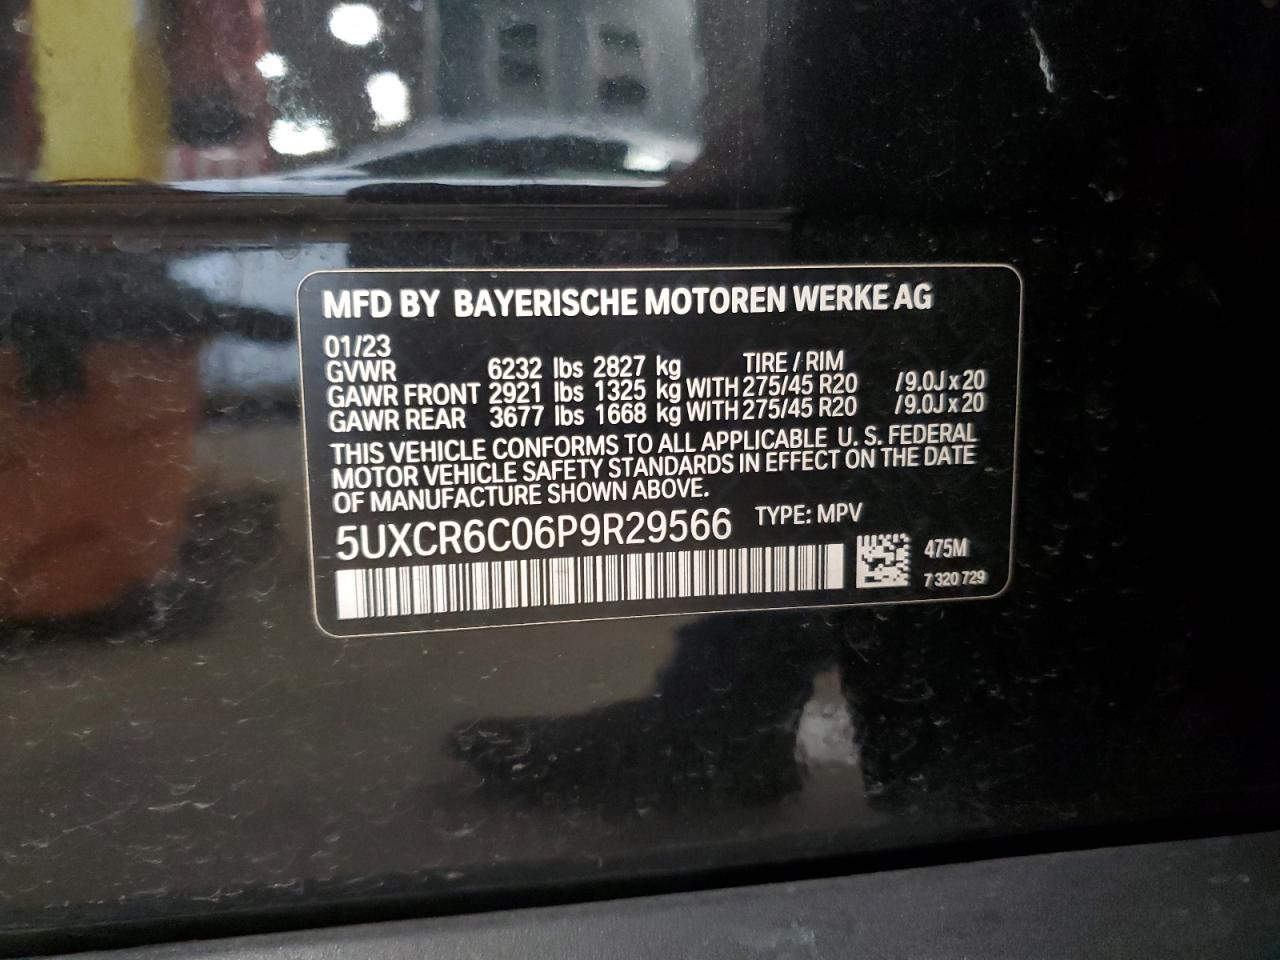 MFD BY BAYERISCHE MOTOREN WERKE AG
01/23
GVWR 6232 lbs 2827 kg TIRE / RIM
GAWR FRONT 2921 lbs 1325 kg WITH 275/45 R20 /9.0J x 20
GAWR REAR 3677 lbs 1668 kg WITH 275/45 R20 /9.0J x 20
THIS VEHICLE CONFORMS TO ALL APPLICABLE U. S. FEDERAL
MOTOR VEHICLE SAFETY STANDARDS IN EFFECT ON THE DATE
OF MANUFACTURE SHOWN ABOVE.
5UXCR6C06P9R29566 TYPE: MPV
475M
7 320 729